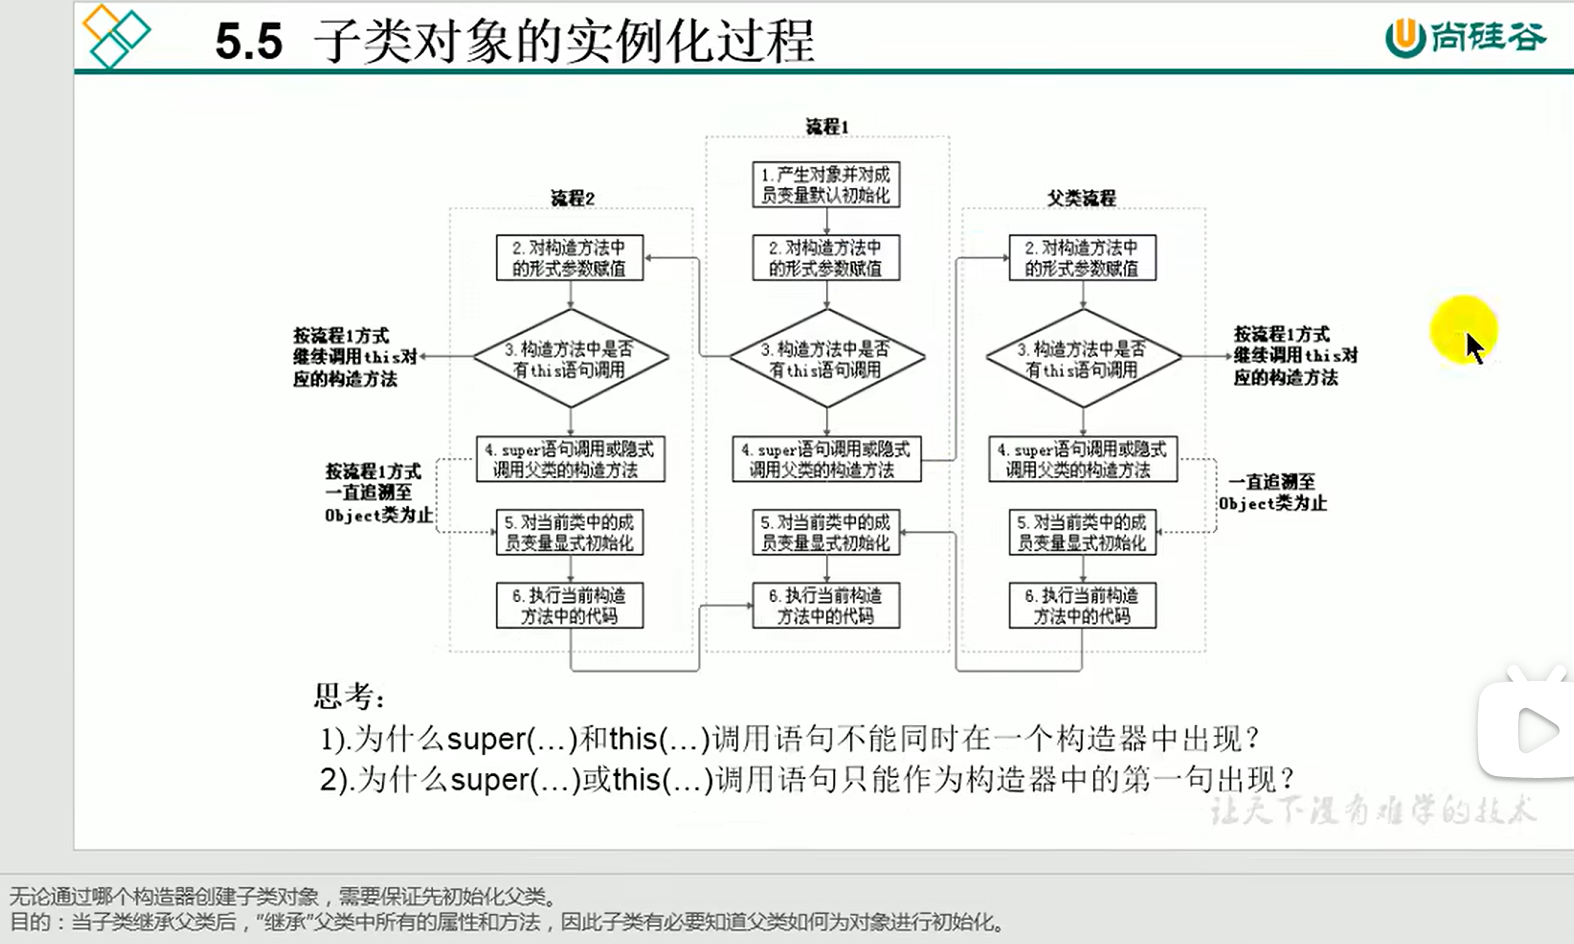 5.5 子类对象的实例化过程
尚硅谷
流程1
1.产生对象并对成
员变量默认初始化
2.对构造方法中
的形式参数赋值
3.构造方法中是否
有this语句调用
4.super语句调用或隐式
调用父类的构造方法
5.对当前类中的成
员变量显式初始化
6.执行当前构造
方法中的代码
流程2
2.对构造方法中
的形式参数赋值
3.构造方法中是否
有this语句调用
按流程1方式
继续调用this对
应的构造方法
4.super语句调用或隐式
调用父类的构造方法
按流程1方式
一直追溯至
Object类为止
5.对当前类中的成
员变量显式初始化
6.执行当前构造
方法中的代码
父类流程
2.对构造方法中
的形式参数赋值
3.构造方法中是否
有this语句调用
按流程1方式
继续调用this对
应的构造方法
4.super语句调用或隐式
调用父类的构造方法
一直追溯至
Object类为止
5.对当前类中的成
员变量显式初始化
6.执行当前构造
方法中的代码
思考：
1).为什么super(…)和this(…)调用语句不能同时在一个构造器中出现？
2).为什么super(…)或this(…)调用语句只能作为构造器中的第一句出现？
让天下没有难学的技术
无论通过哪个构造器创建子类对象，需要保证先初始化父类。
目的：当子类继承父类后，“继承”父类中所有的属性和方法，因此子类有必要知道父类如何为对象进行初始化。